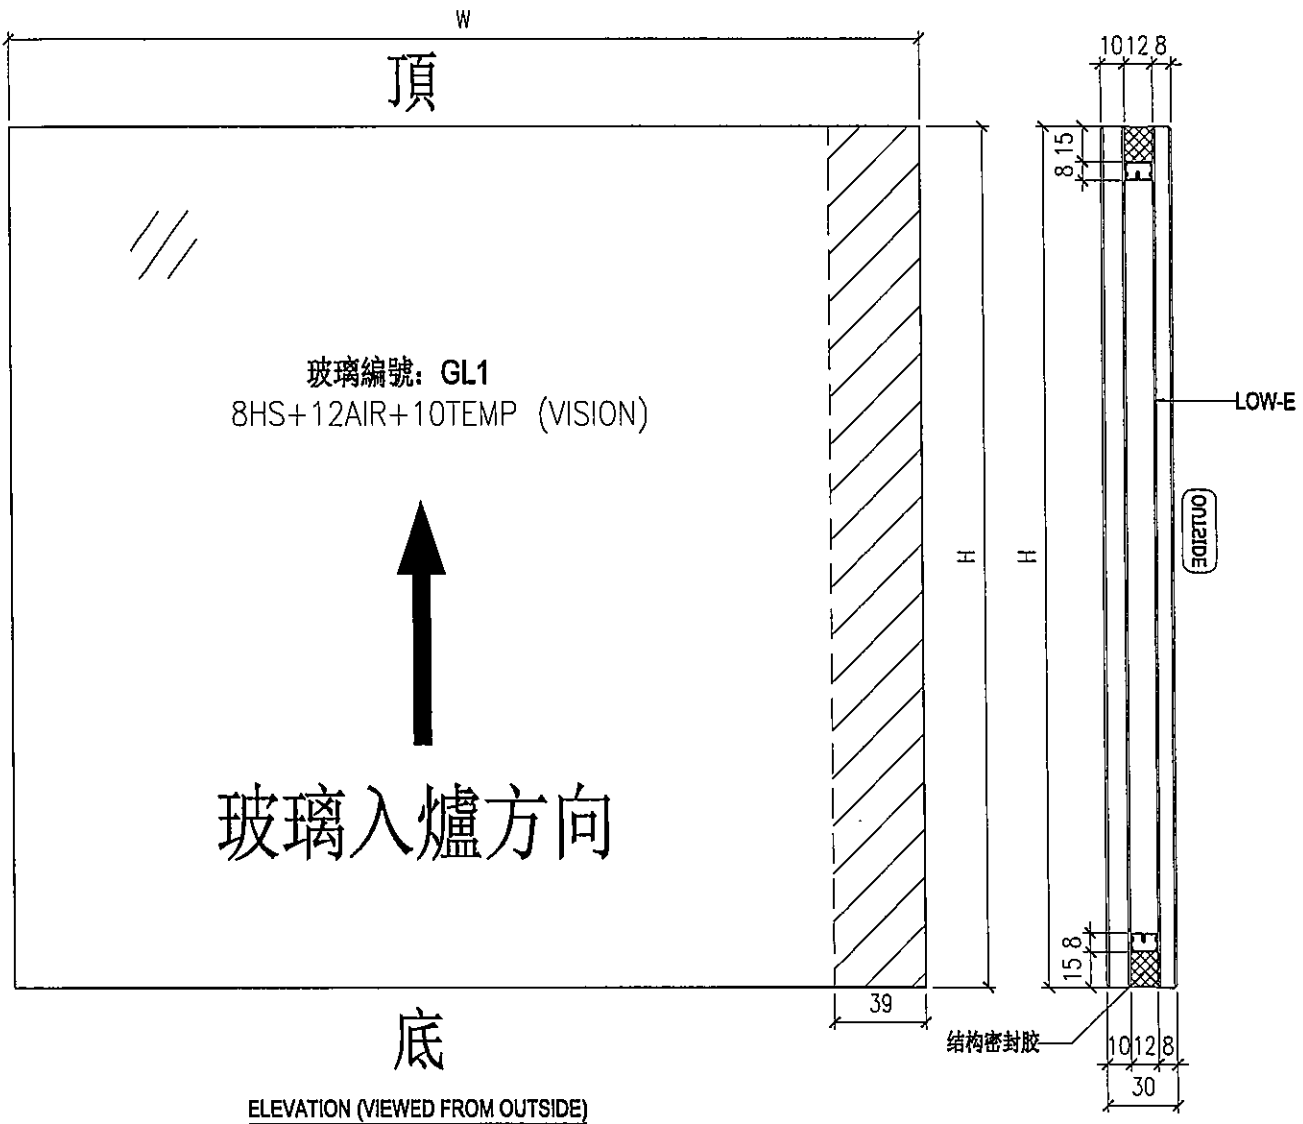 W
頂
10 12 8
15
8
玻璃編號: GL1
8HS+12AIR+10TEMP (VISION)
LOW-E
OUTSIDE
H
H
玻璃入爐方向
8
15
39
底
结构密封胶
10 12 8
30
ELEVATION (VIEWED FROM OUTSIDE)